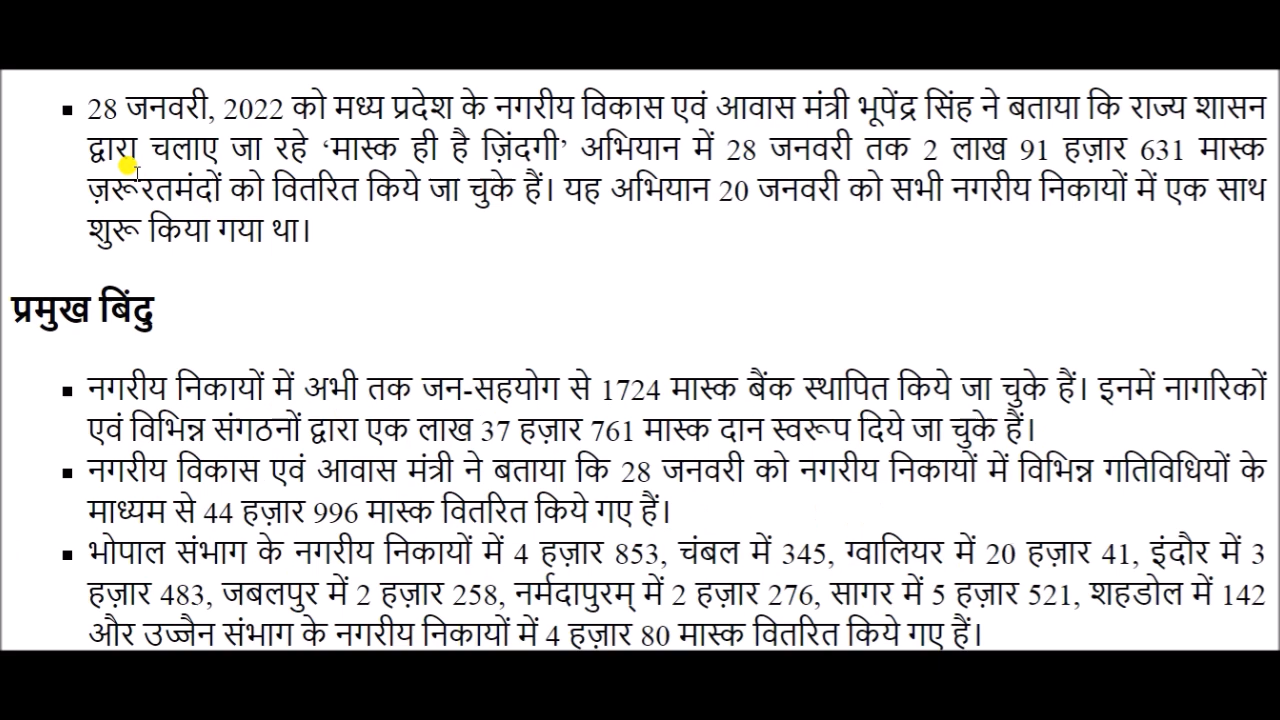 28 जनवरी, 2022 को मध्य प्रदेश के नगरीय विकास एवं आवास मंत्री भूपेंद्र सिंह ने बताया कि राज्य शासन
द्वारा चलाए जा रहे ‘मास्क ही है ज़िंदगी’ अभियान में 28 जनवरी तक 2 लाख 91 हज़ार 631 मास्क
ज़रूरतमंदों को वितरित किये जा चुके हैं। यह अभियान 20 जनवरी को सभी नगरीय निकायों में एक साथ
शुरू किया गया था।
प्रमुख बिंदु
नगरीय निकायों में अभी तक जन-सहयोग से 1724 मास्क बैंक स्थापित किये जा चुके हैं। इनमें नागरिकों
एवं विभिन्न संगठनों द्वारा एक लाख 37 हज़ार 761 मास्क दान स्वरूप दिये जा चुके हैं।
नगरीय विकास एवं आवास मंत्री ने बताया कि 28 जनवरी को नगरीय निकायों में विभिन्न गतिविधियों के
माध्यम से 44 हज़ार 996 मास्क वितरित किये गए हैं।
भोपाल संभाग के नगरीय निकायों में 4 हज़ार 853, चंबल में 345, ग्वालियर में 20 हज़ार 41, इंदौर में 3
हज़ार 483, जबलपुर में 2 हज़ार 258, नर्मदापुरम् में 2 हज़ार 276, सागर में 5 हज़ार 521, शहडोल में 142
और उज्जैन संभाग के नगरीय निकायों में 4 हज़ार 80 मास्क वितरित किये गए हैं।